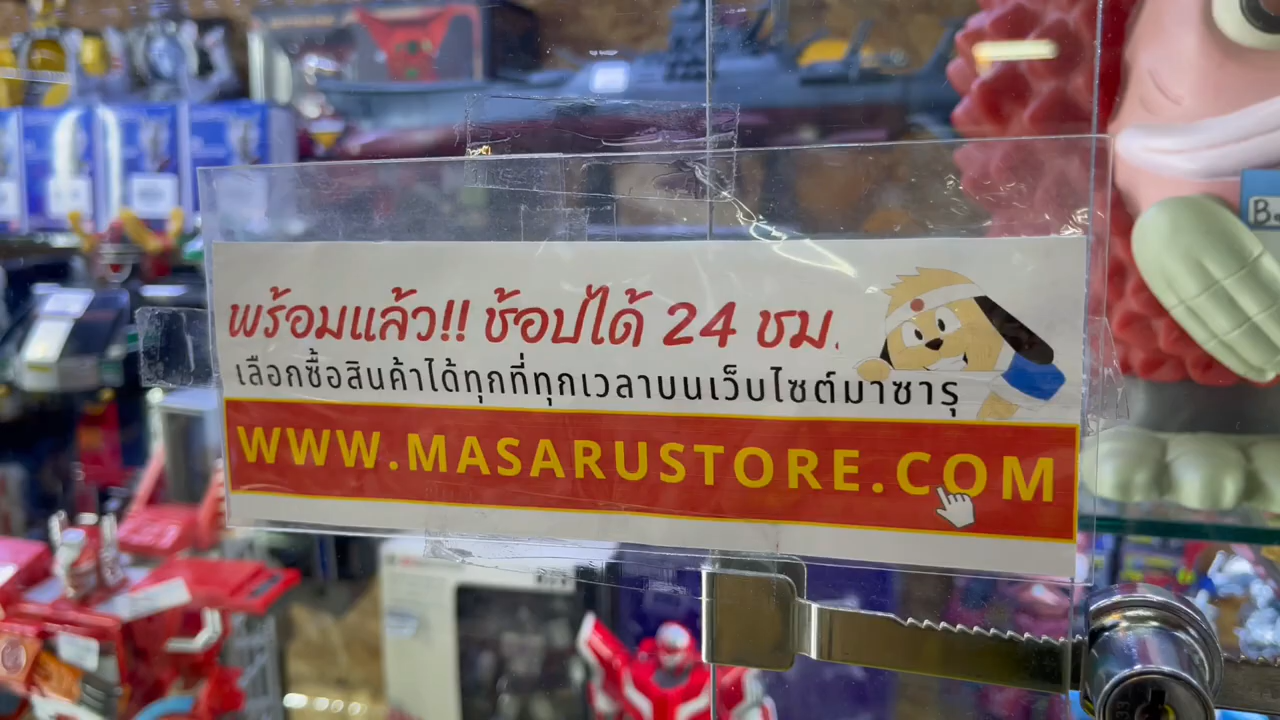 พร้อมแล้ว!! ช้อปได้ 24 ชม.
เลือกซื้อสินค้าได้ทุกที่ทุกเวลาบนเว็บไซต์มาซารุ
WWW.MASARUSTORE.COM